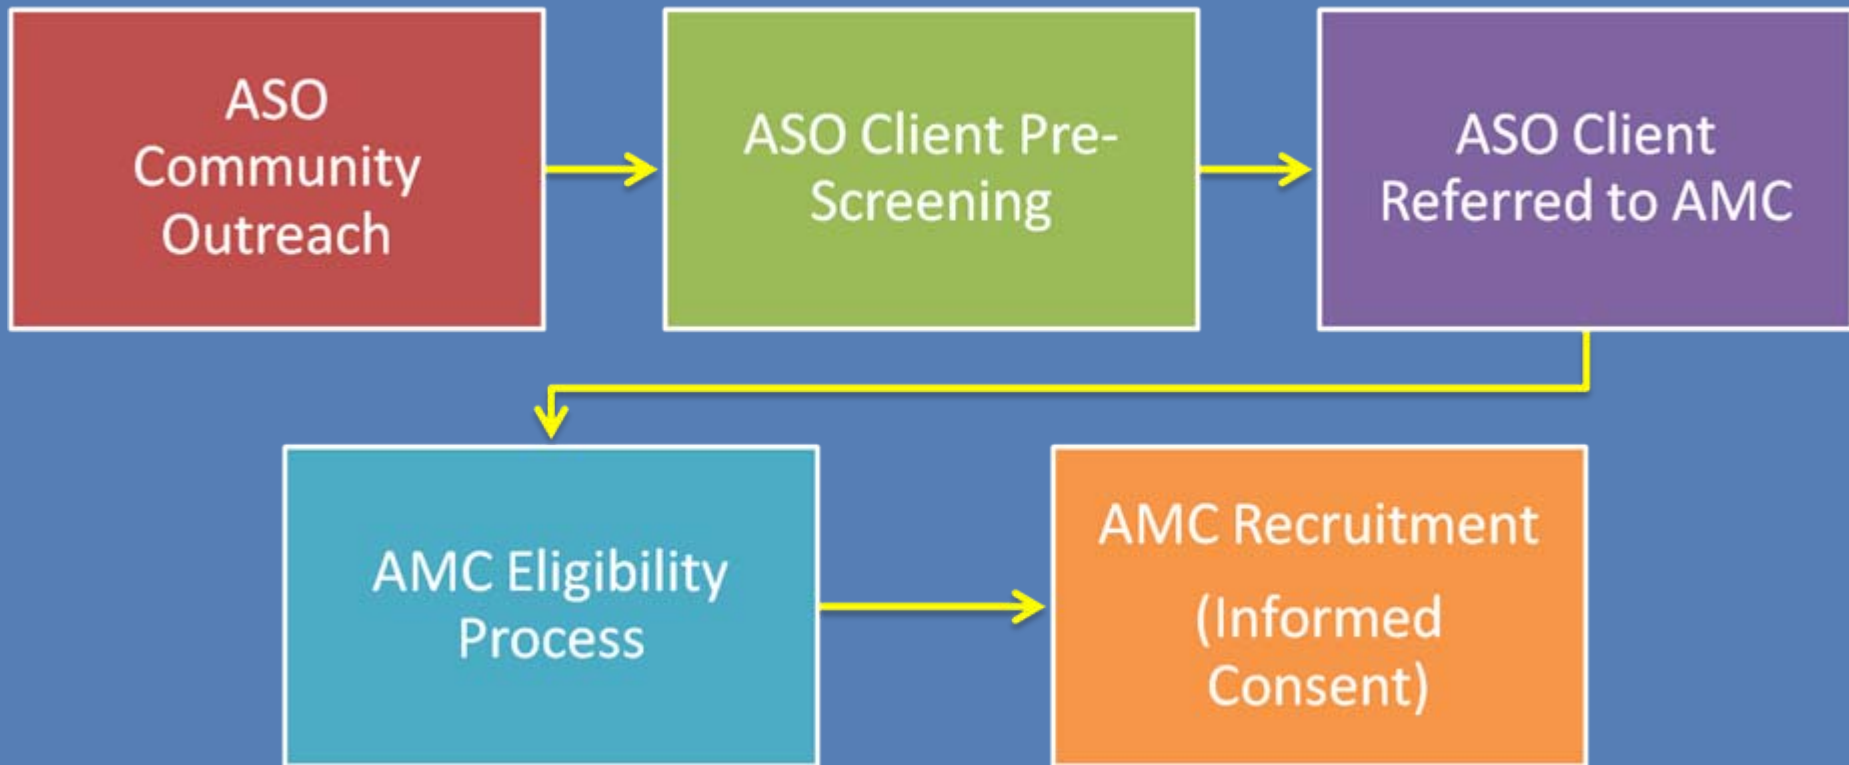 ASO
Community
Outreach
ASO Client Pre-
Screening
ASO Client
Referred to AMC
AMC Eligibility
Process
AMC Recruitment
(Informed
Consent)